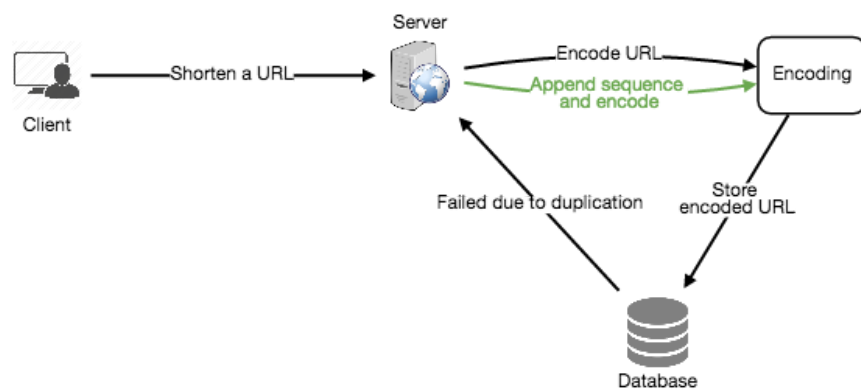 Server
Shorten a URL
Encode URL
Append sequence
and encode
Encoding
Client
Failed due to duplication
Store
encoded URL
Database